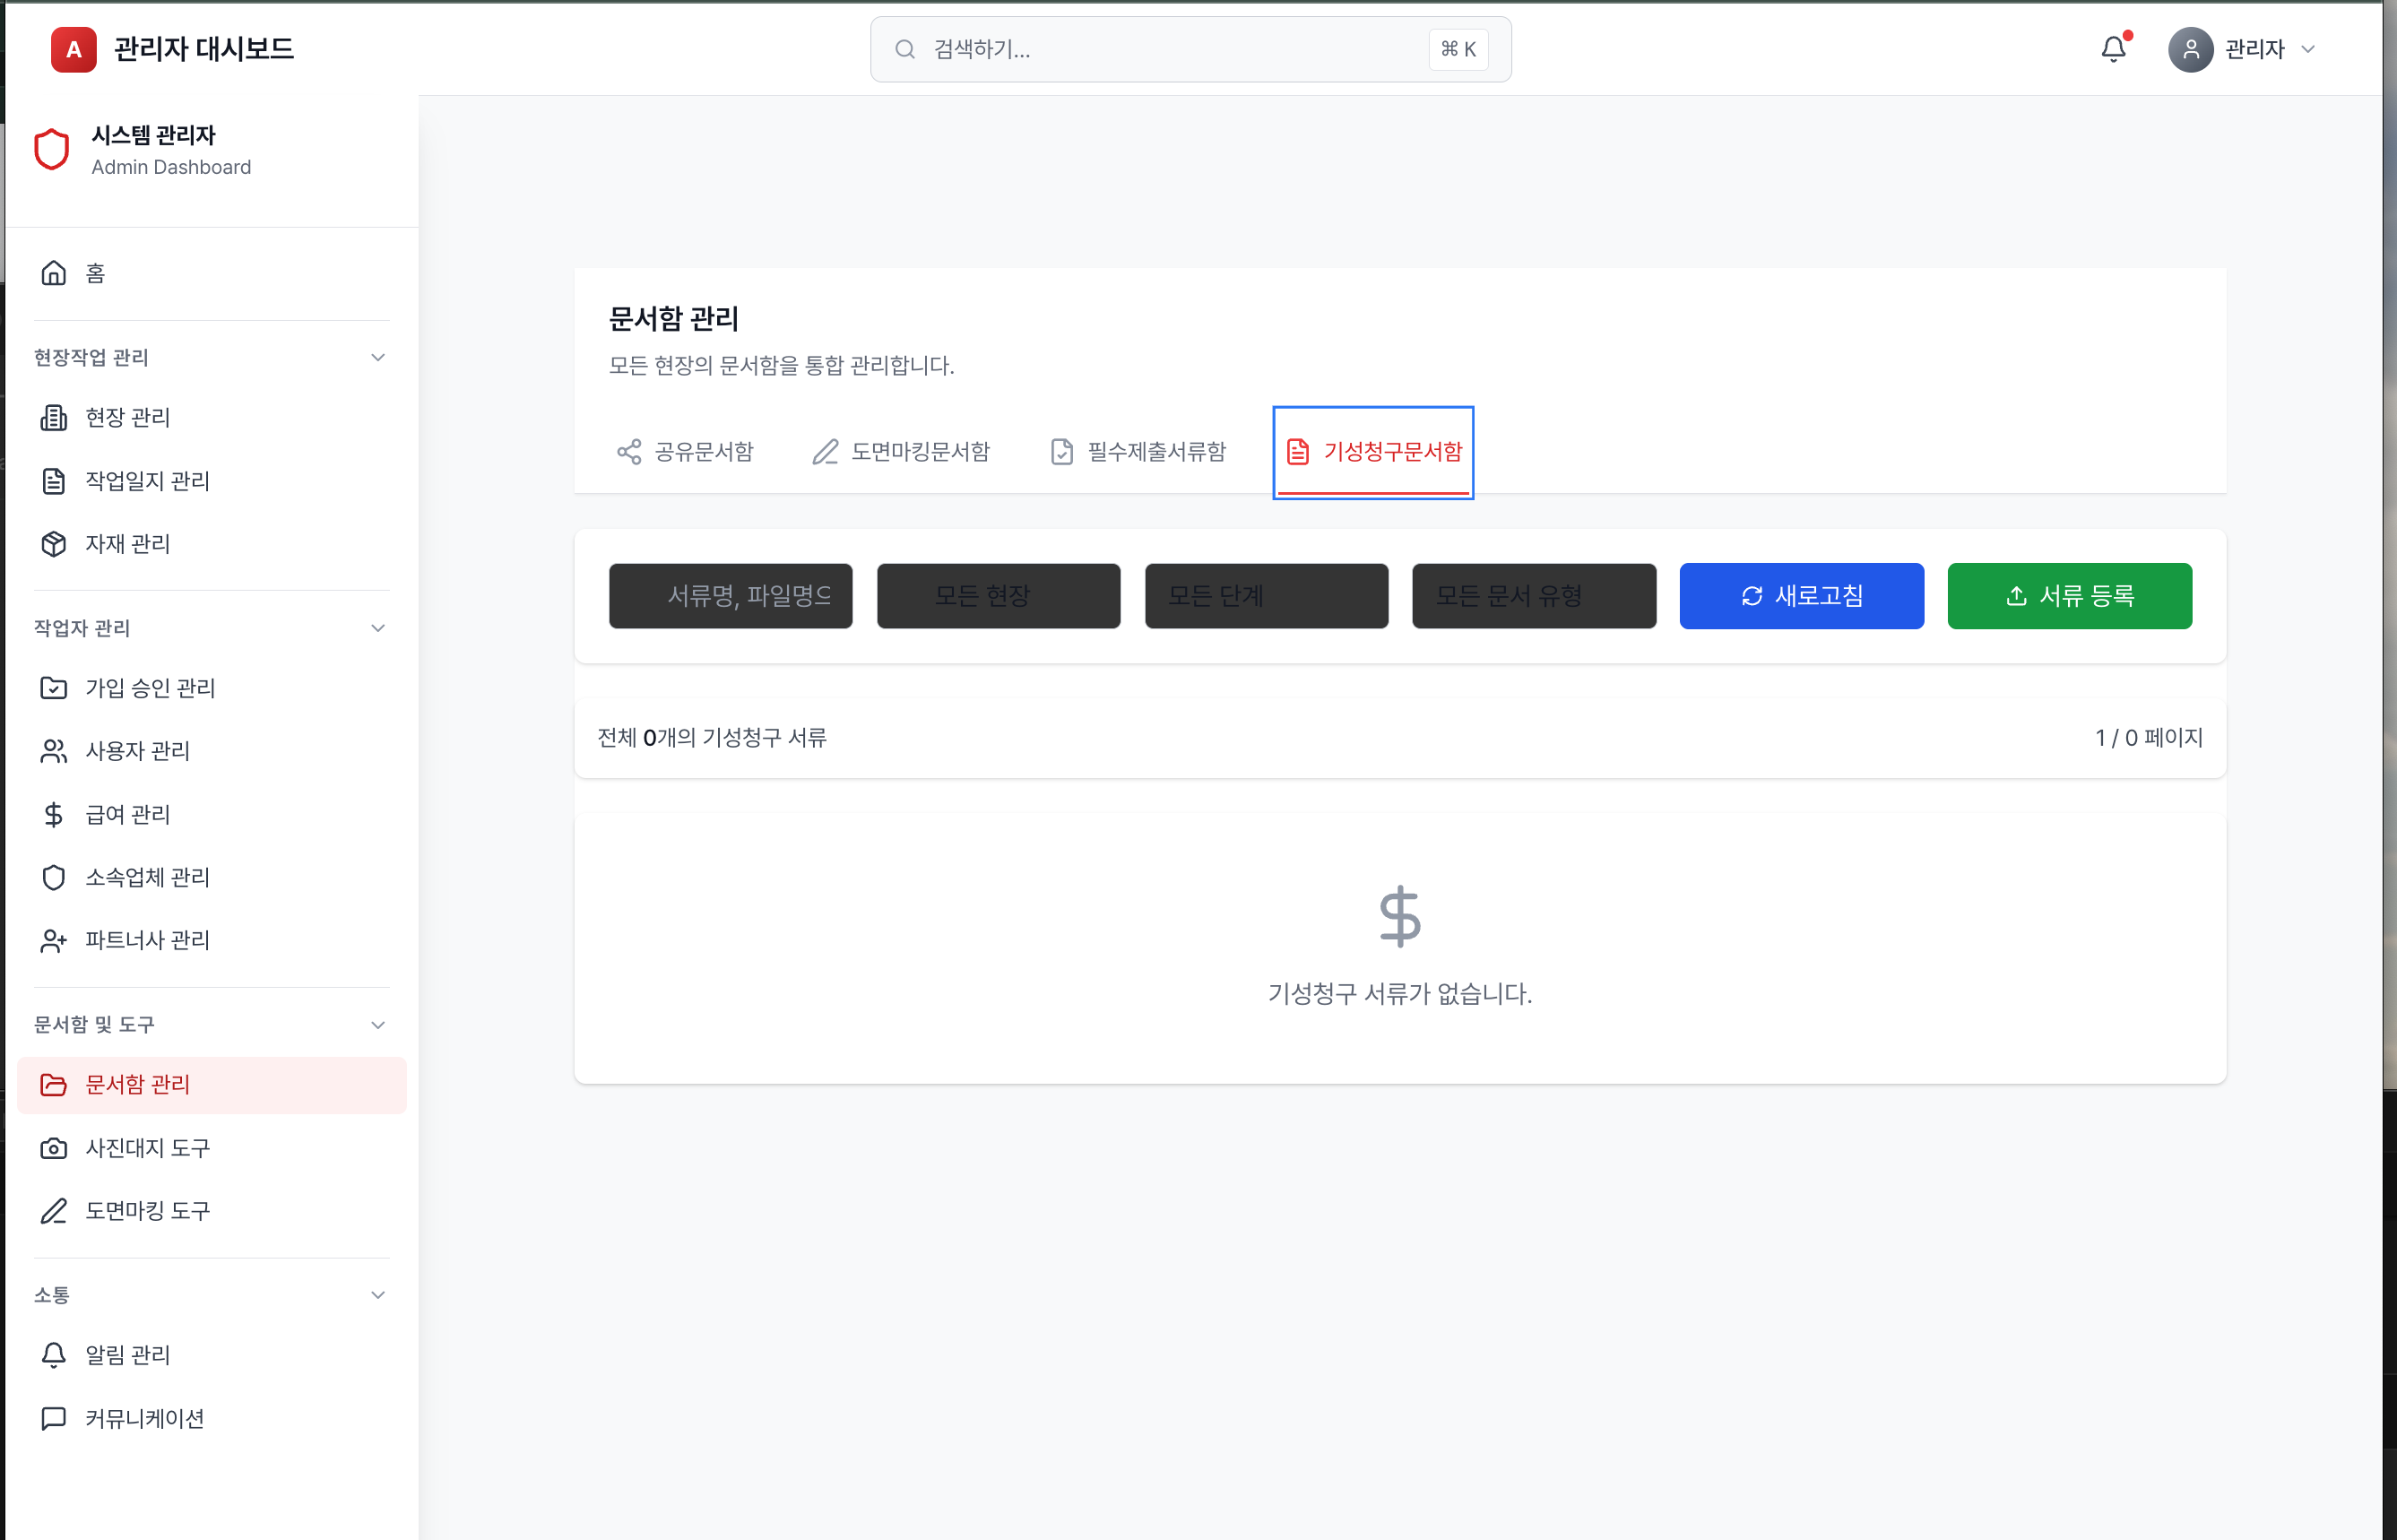 A 관리자 대시보드
검색하기...
⌘ K
관리자
시스템 관리자
Admin Dashboard
홈
현장작업 관리
현장 관리
작업일지 관리
자재 관리
작업자 관리
가입 승인 관리
사용자 관리
급여 관리
소속업체 관리
파트너사 관리
문서함 및 도구
문서함 관리
사진대지 도구
도면마킹 도구
소통
알림 관리
커뮤니케이션
문서함 관리
모든 현장의 문서함을 통합 관리합니다.
공유문서함
도면마킹문서함
필수제출서류함
기성청구문서함
서류명, 파일명으
모든 현장
모든 단계
모든 문서 유형
새로고침
서류 등록
전체 0개의 기성청구 서류
1 / 0 페이지
기성청구 서류가 없습니다.